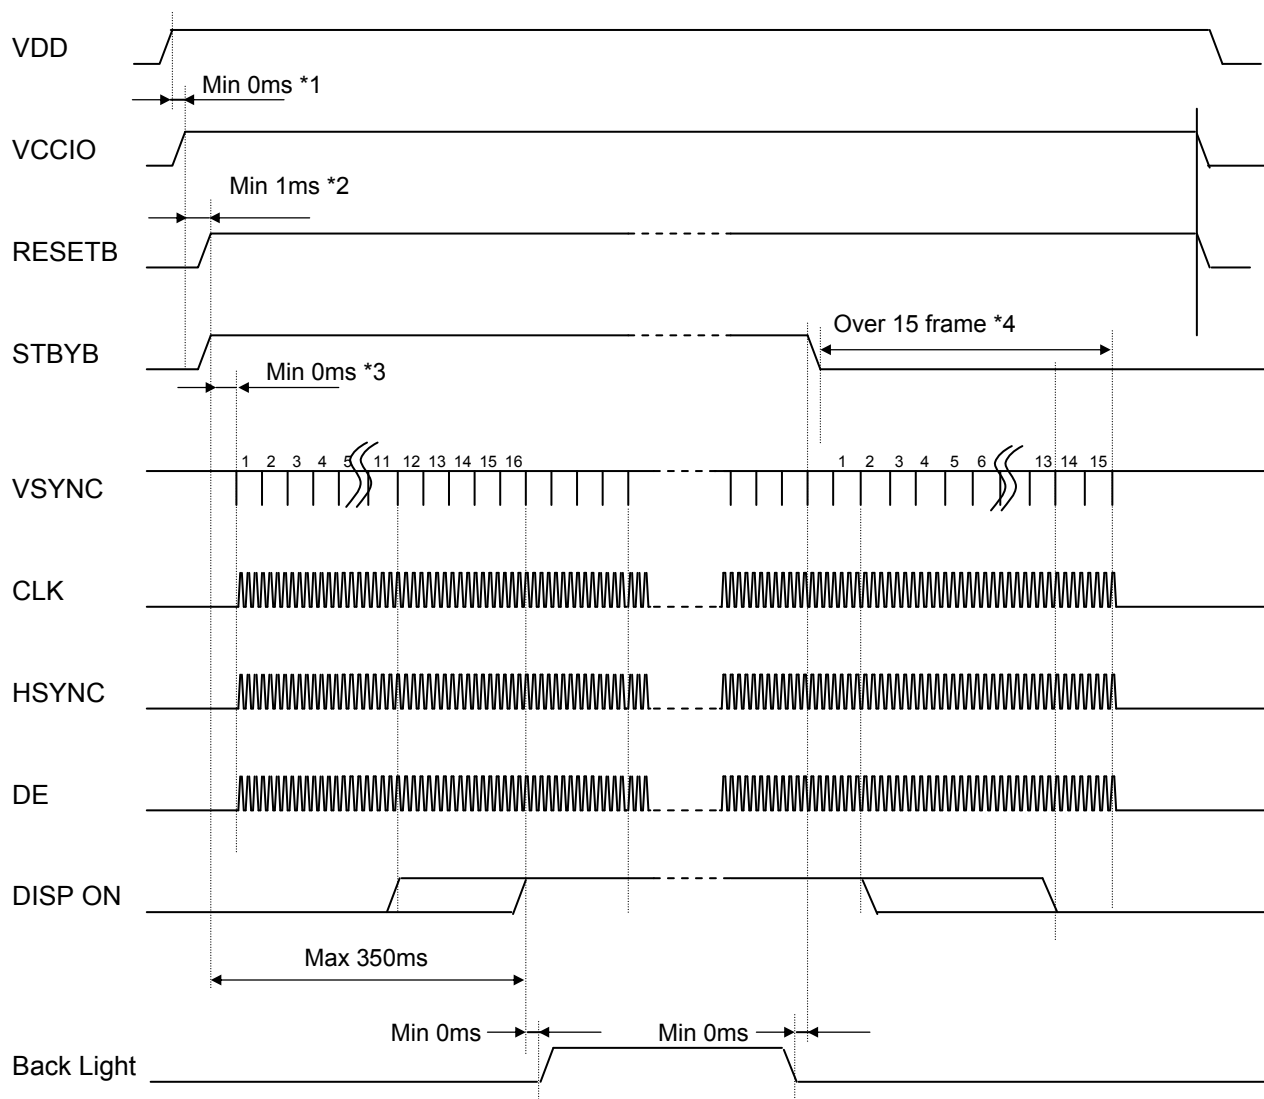 VDD
Min 0ms *1
VCCIO
Min 1ms *2
RESETB
Over 15 frame *4
STBYB
Min 0ms *3
1 2 3 4 5 11 12 13 14 15 16 1 2 3 4 5 6 13 14 15
VSYNC
CLK
HSYNC
DE
DISP ON
Max 350ms
Min 0ms Min 0ms
Back Light